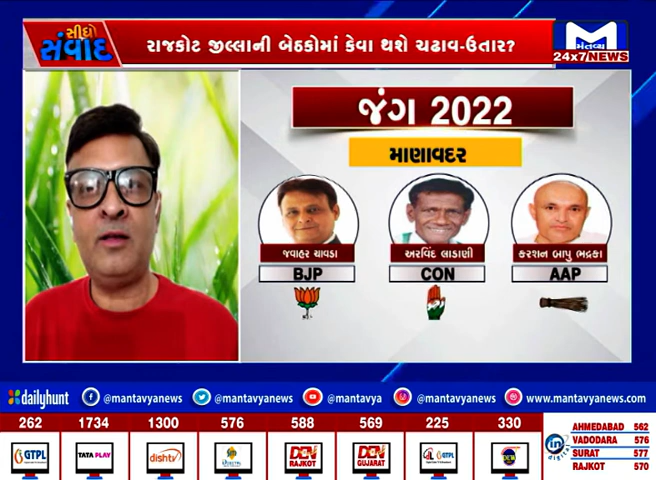 સીધો
સંવાદ
રાજકોટ જીલ્લાની બેઠકોમાં કેવા થશે ચઢાવ-ઉતાર?
મંતવ્ય
24x7NEWS
જંગ 2022
માણાવદર
જવાહર ચાવડા
અરવિંદ લાડાણી
કરશન બાપુ ભદ્રકા
BJP
CON
AAP
dailyhunt
@mantavyanews
@mantavyanews
@mantavya
@mantavyanews
www.mantavyanews.com
262
1734
1300
576
588
569
225
330
GTPL
TATA PLAY
dishtv
DEN
RAJKOT
DEN
GUJARAT
GTPL
in
digital
AHMEDABAD 562
VADODARA 576
SURAT 577
RAJKOT 570